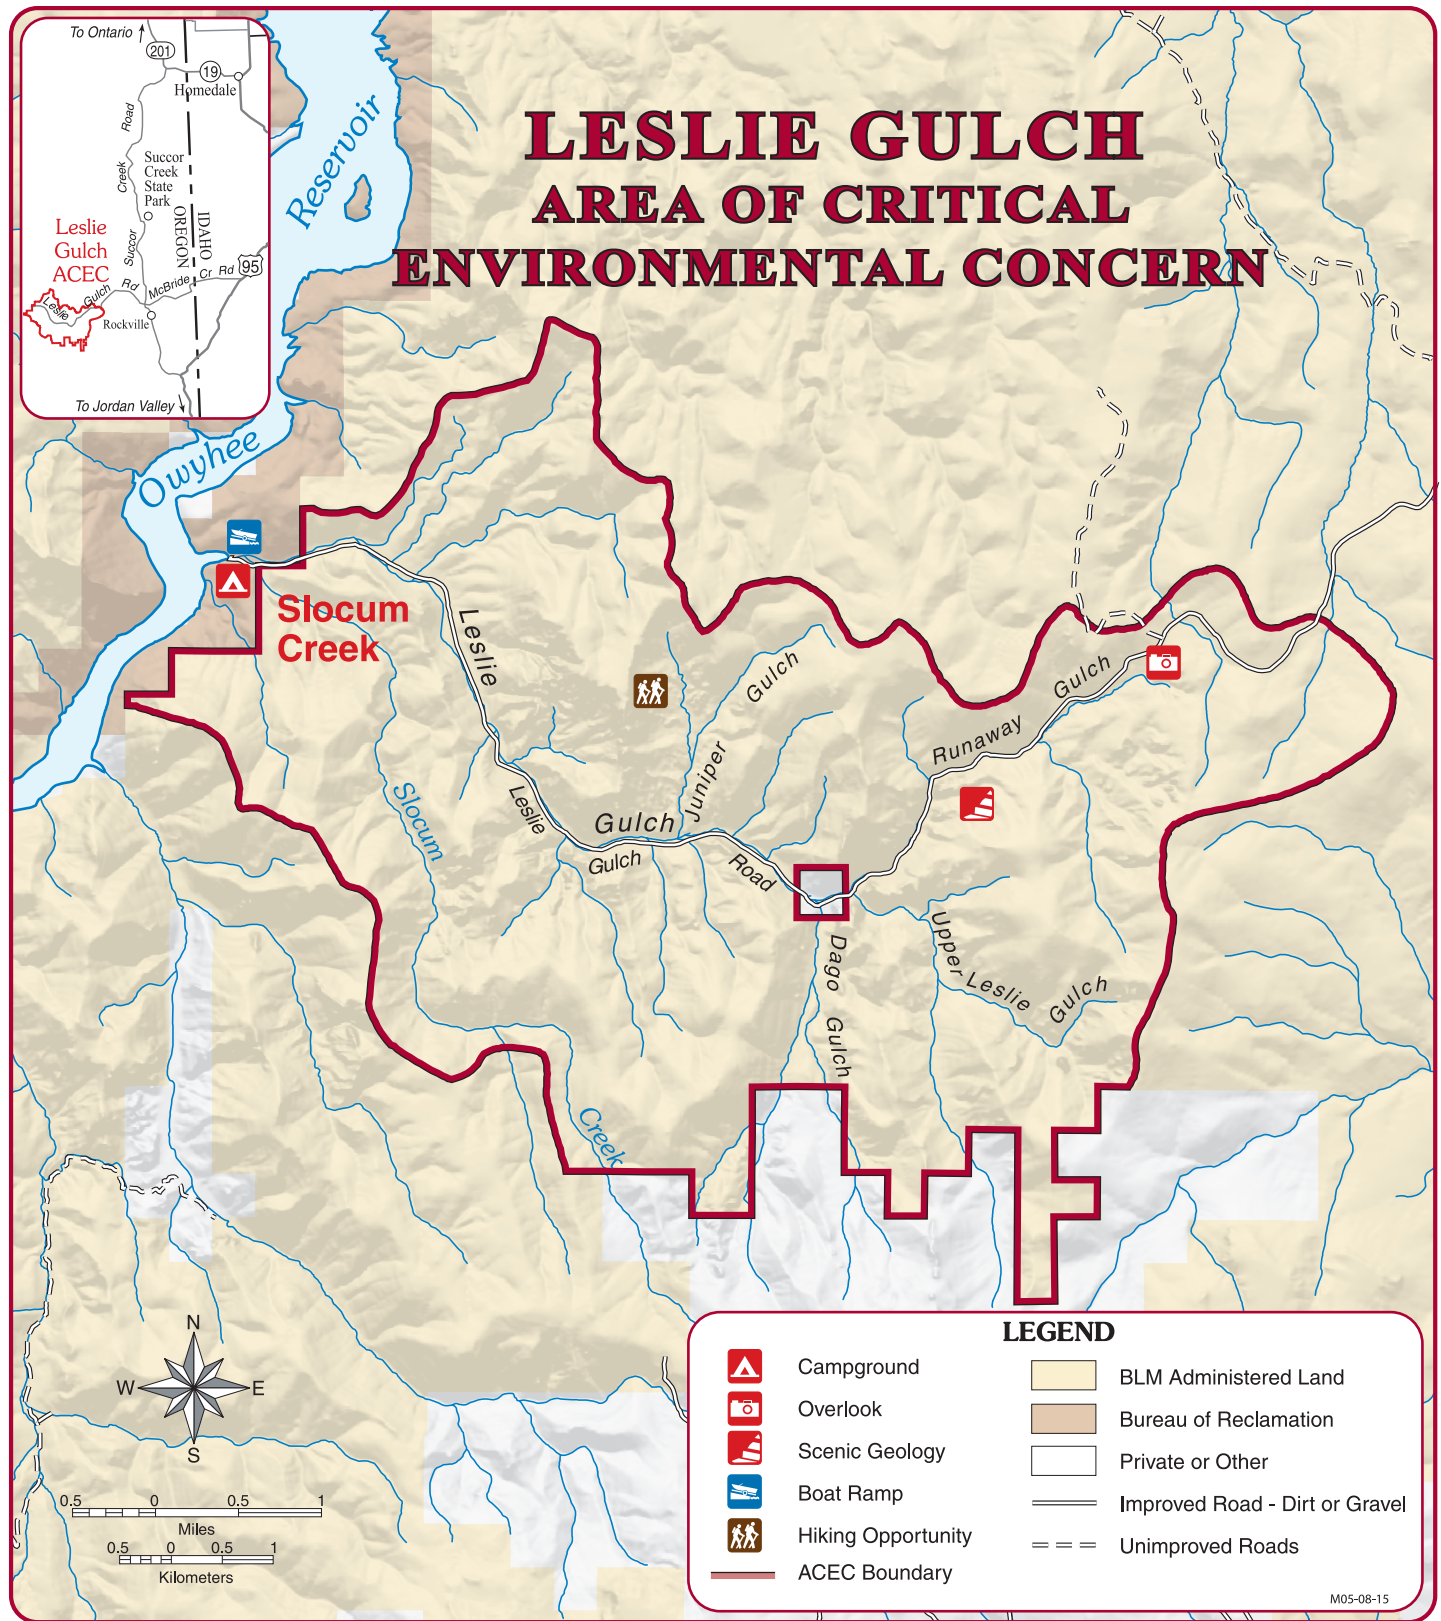 To Ontario
201
19
Homedale
Road
Creek
Succor
Creek
State
Park
Succor
OREGON
IDAHO
Leslie
Gulch
ACEC
Leslie
Gulch
Rd
McBride
Cr Rd
95
Rockville
To Jordan Valley
LESLIE GULCH
AREA OF CRITICAL
ENVIRONMENTAL CONCERN
Reservoir
Owyhee
Slocum
Creek
Leslie
Gulch
Leslie
Gulch
Road
Juniper
Gulch
Runaway
Gulch
Slocum
Creek
Dago
Gulch
Upper
Leslie
Gulch
N
W
E
S
0.5 0 0.5 1
Miles
0.5 0 0.5 1
Kilometers
LEGEND
Campground
Overlook
Scenic Geology
Boat Ramp
Hiking Opportunity
ACEC Boundary
BLM Administered Land
Bureau of Reclamation
Private or Other
Improved Road - Dirt or Gravel
Unimproved Roads
M05-08-15